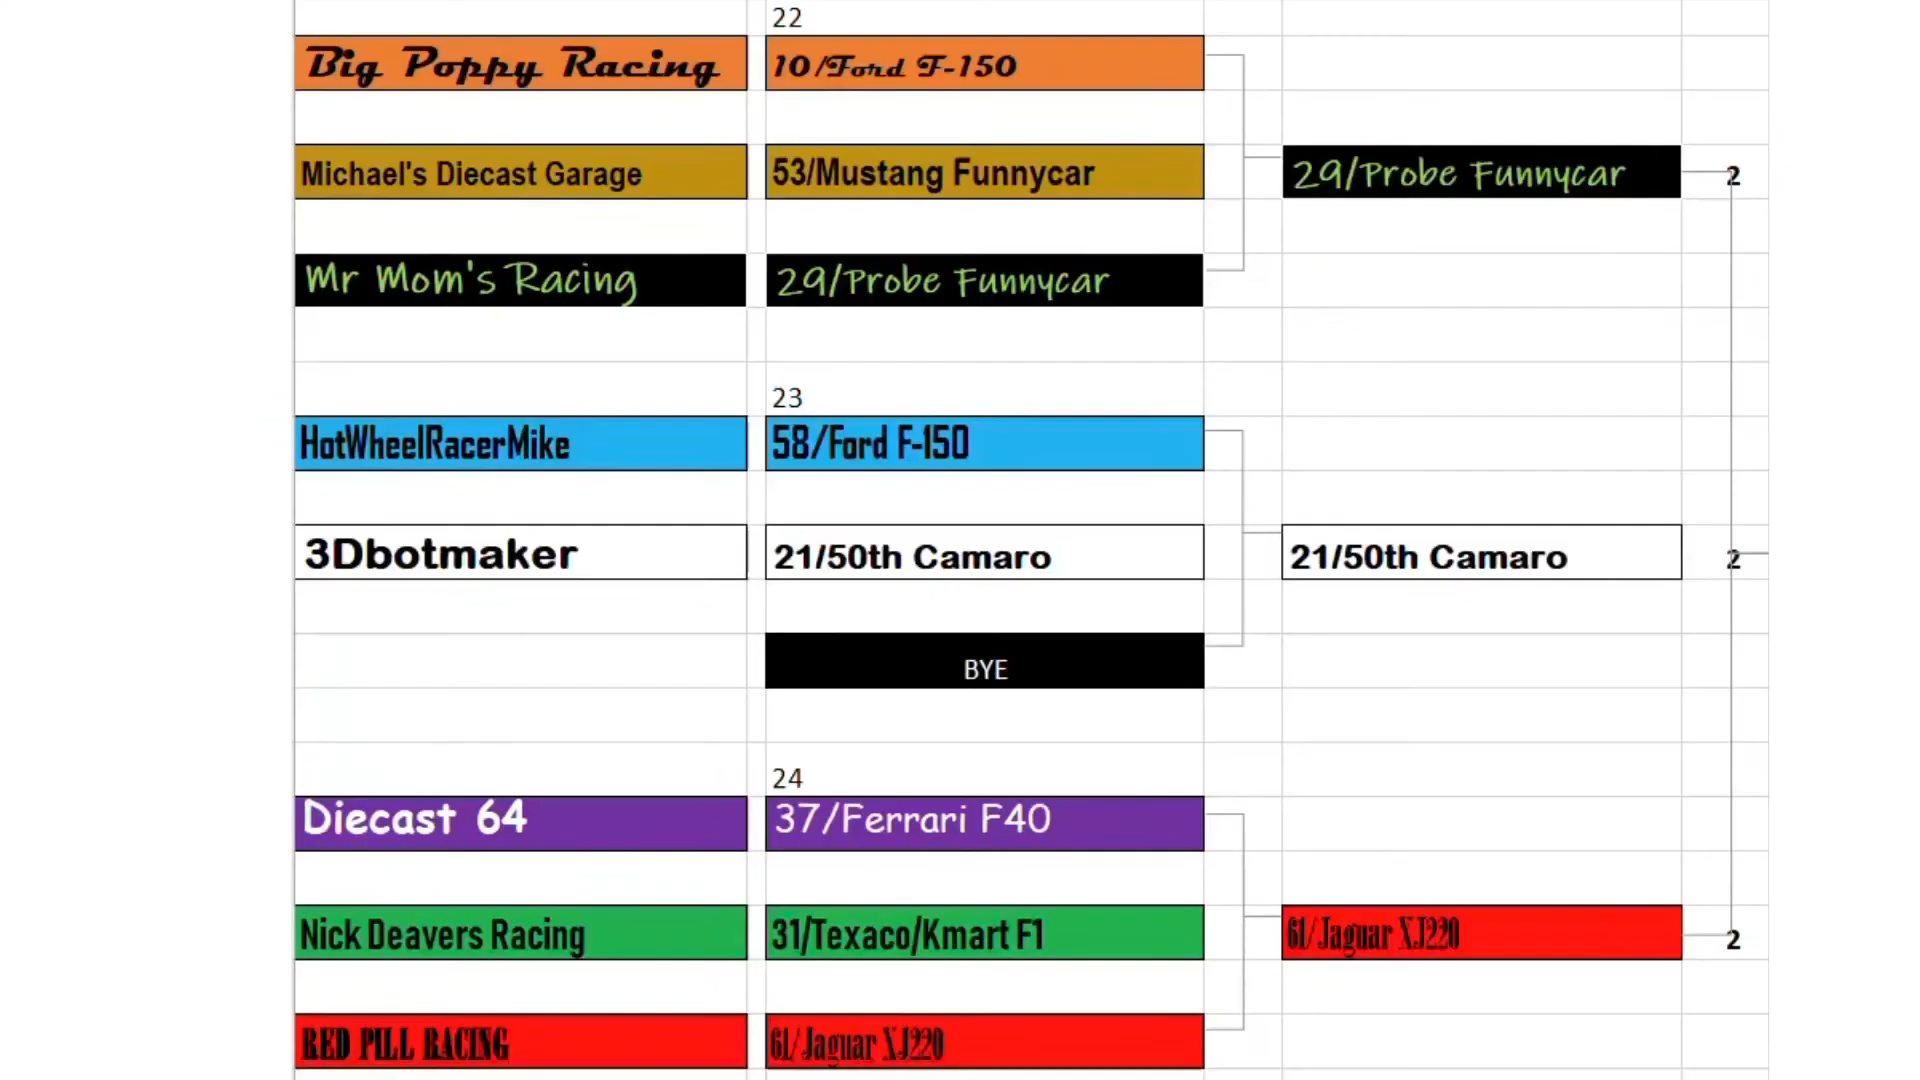 22
Big Poppy Racing 10/Ford F-150
Michael's Diecast Garage 53/Mustang Funnycar 29/Probe Funnycar 2
Mr Mom's Racing 29/Probe Funnycar
23
HotWheelRacerMike 58/Ford F-150
3Dbotmaker 21/50th Camaro 21/50th Camaro 2
BYE
24
Diecast 64 37/Ferrari F40
Nick Deavers Racing 31/Texaco/Kmart F1 61/Jaguar XJ220 2
RED PILL RACING 61/Jaguar XJ220